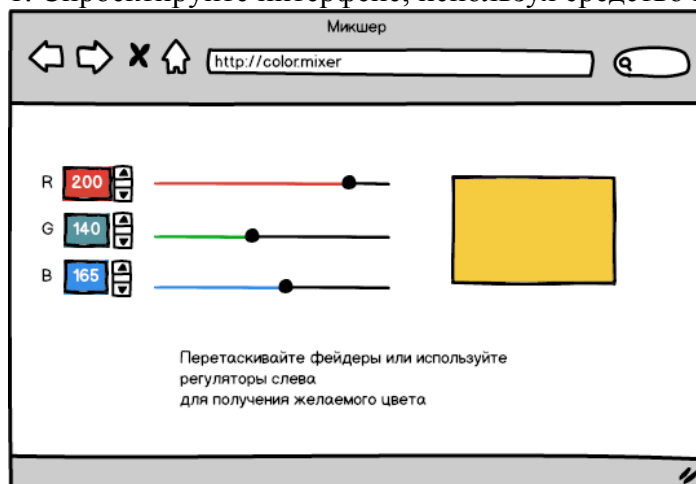 Микшер
http://color.mixer
R 200
G 140
B 165
Перетаскивайте фейдеры или используйте
регуляторы слева
для получения желаемого цвета